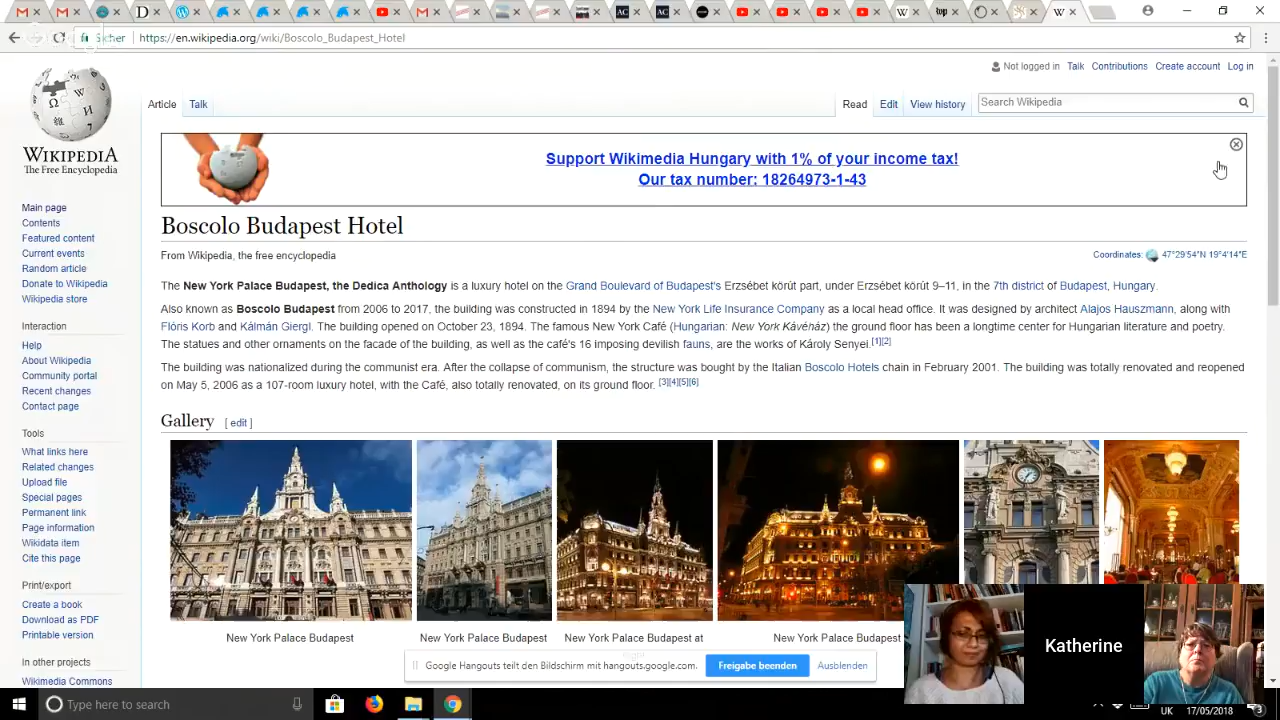 Sicher
https://en.wikipedia.org/wiki/Boscolo_Budapest_Hotel
Not logged in Talk Contributions Create account Log in
Article Talk
Read Edit View history
Search Wikipedia
WIKIPEDIA
The Free Encyclopedia
Main page
Contents
Featured content
Current events
Random article
Donate to Wikipedia
Wikipedia store
Interaction
Help
About Wikipedia
Community portal
Recent changes
Contact page
Tools
What links here
Related changes
Upload file
Special pages
Permanent link
Page information
Wikidata item
Cite this page
Print/export
Create a book
Download as PDF
Printable version
In other projects
Wikimedia Commons
Support Wikimedia Hungary with 1% of your income tax!
Our tax number: 18264973-1-43
Boscolo Budapest Hotel
From Wikipedia, the free encyclopedia
Coordinates: 47°29′54″N 19°4′14″E
The New York Palace Budapest, the Dedica Anthology is a luxury hotel on the Grand Boulevard of Budapest's Erzsébet körút part, under Erzsébet körút 9–11, in the 7th district of Budapest, Hungary.
Also known as Boscolo Budapest from 2006 to 2017, the building was constructed in 1894 by the New York Life Insurance Company as a local head office. It was designed by architect Alajos Hauszmann, along with
Flóris Korb and Kálmán Giergl. The building opened on October 23, 1894. The famous New York Café (Hungarian: New York Kávéház) the ground floor has been a longtime center for Hungarian literature and poetry.
The statues and other ornaments on the facade of the building, as well as the café's 16 imposing devilish fauns, are the works of Károly Senyei.[1][2]
The building was nationalized during the communist era. After the collapse of communism, the structure was bought by the Italian Boscolo Hotels chain in February 2001. The building was totally renovated and reopened
on May 5, 2006 as a 107-room luxury hotel, with the Café, also totally renovated, on its ground floor. [3][4][5][6]
Gallery [ edit ]
New York Palace Budapest
New York Palace Budapest
New York Palace Budapest at
New York Palace Budapest
Google Hangouts teilt den Bildschirm mit hangouts.google.com.
Freigabe beenden
Ausblenden
Katherine
Type here to search
UK
17/05/2018